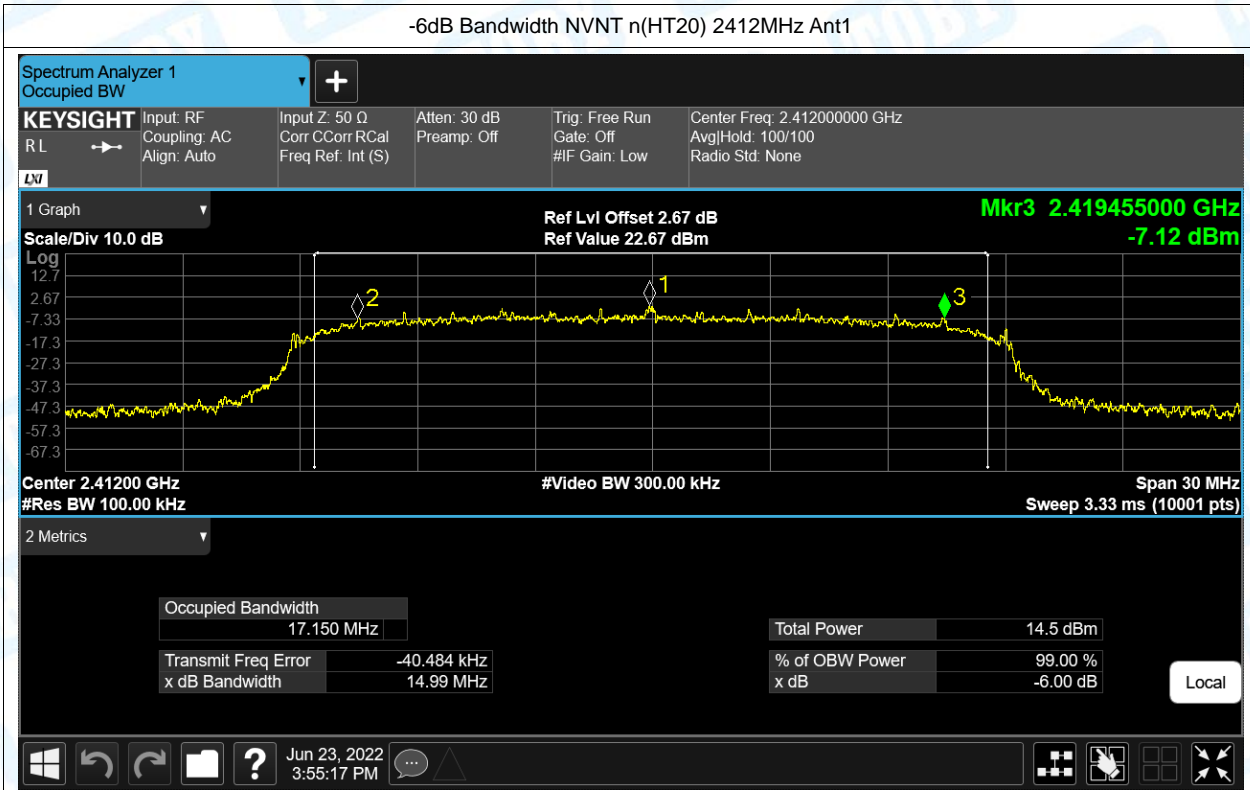 -6dB Bandwidth NVNT n(HT20) 2412MHz Ant1
Spectrum Analyzer 1
Occupied BW
KEYSIGHT
R L
LXI
Input: RF
Coupling: AC
Align: Auto
Input Z: 50 Ω
Corr CCorr RCal
Freq Ref: Int (S)
Atten: 30 dB
Preamp: Off
Trig: Free Run
Gate: Off
#IF Gain: Low
Center Freq: 2.412000000 GHz
Avg|Hold: 100/100
Radio Std: None
1 Graph
Scale/Div 10.0 dB
Ref Lvl Offset 2.67 dB
Ref Value 22.67 dBm
Mkr3 2.419455000 GHz
-7.12 dBm
Log
12.7
2.67
-7.33
-17.3
-27.3
-37.3
-47.3
-57.3
-67.3
2
1
3
Center 2.41200 GHz
#Res BW 100.00 kHz
#Video BW 300.00 kHz
Span 30 MHz
Sweep 3.33 ms (10001 pts)
2 Metrics
Occupied Bandwidth
17.150 MHz
Transmit Freq Error -40.484 kHz
x dB Bandwidth 14.99 MHz
Total Power 14.5 dBm
% of OBW Power 99.00 %
x dB -6.00 dB
Local
?
Jun 23, 2022
3:55:17 PM